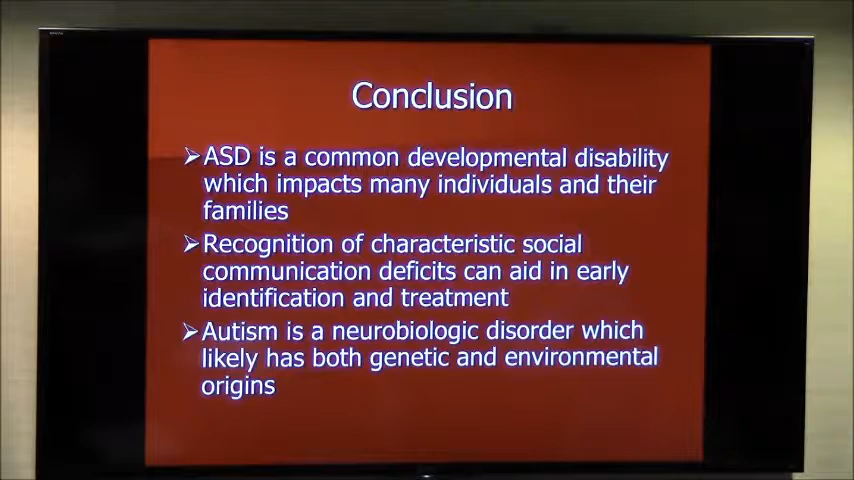 Conclusion
➢ASD is a common developmental disability
which impacts many individuals and their
families
➢Recognition of characteristic social
communication deficits can aid in early
identification and treatment
➢Autism is a neurobiologic disorder which
likely has both genetic and environmental
origins